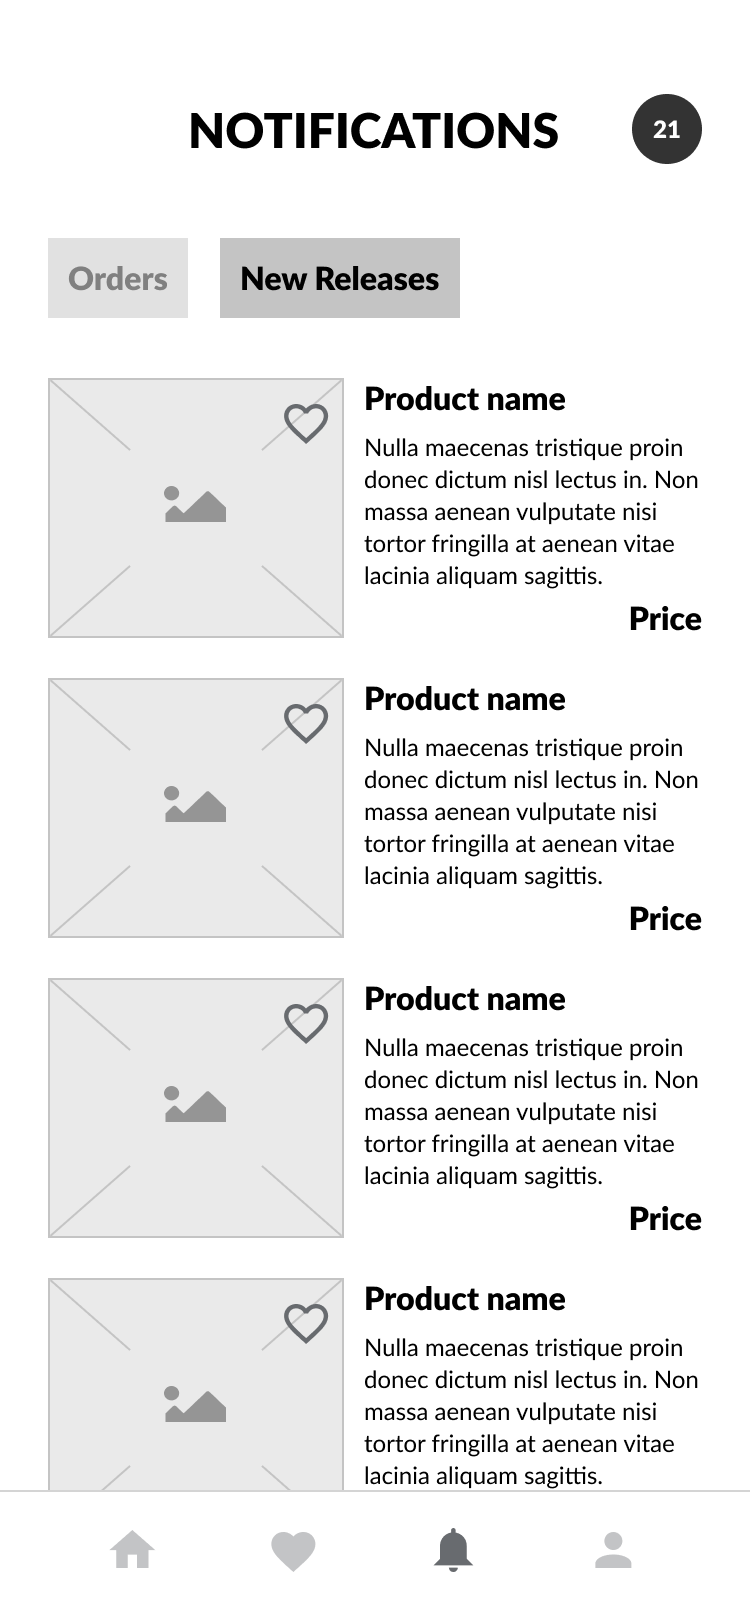 NOTIFICATIONS
21
Orders
New Releases
Product name
Nulla maecenas tristique proin
donec dictum nisl lectus in. Non
massa aenean vulputate nisi
tortor fringilla at aenean vitae
lacinia aliquam sagittis.
Price
Product name
Nulla maecenas tristique proin
donec dictum nisl lectus in. Non
massa aenean vulputate nisi
tortor fringilla at aenean vitae
lacinia aliquam sagittis.
Price
Product name
Nulla maecenas tristique proin
donec dictum nisl lectus in. Non
massa aenean vulputate nisi
tortor fringilla at aenean vitae
lacinia aliquam sagittis.
Price
Product name
Nulla maecenas tristique proin
donec dictum nisl lectus in. Non
massa aenean vulputate nisi
tortor fringilla at aenean vitae
lacinia aliquam sagittis.